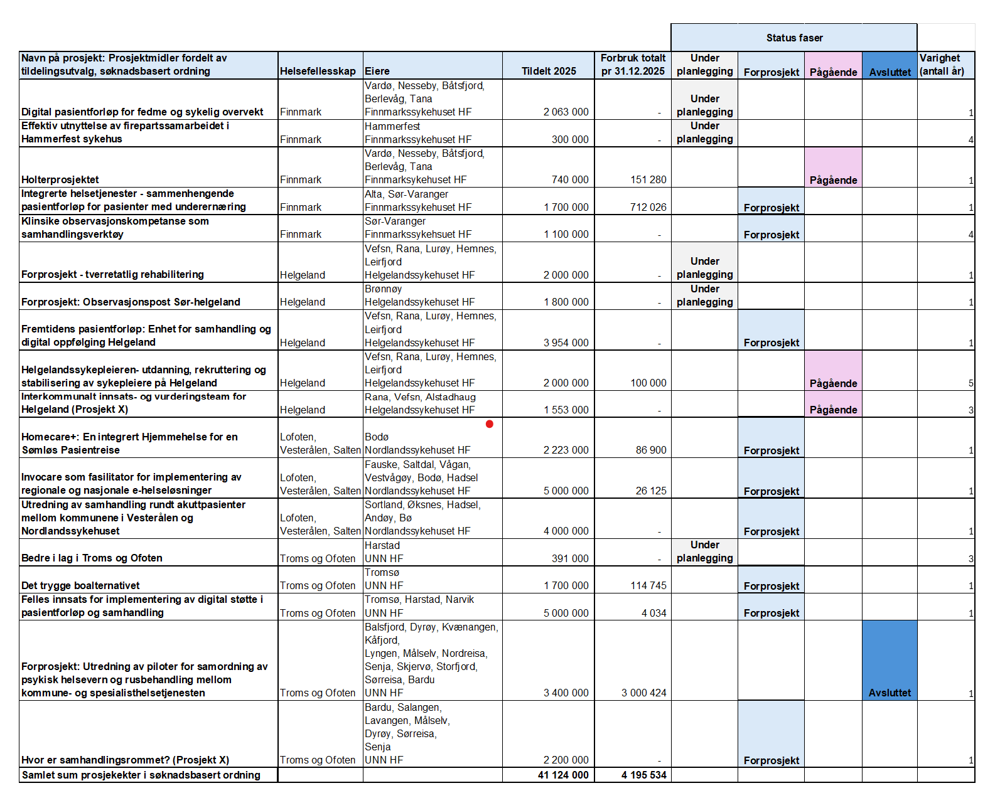 Status faser
Navn på prosjekt: Prosjektmidler fordelt av
tildelingsutvalg, søknadsbasert ordning
Helsefellesskap
Eiere
Tildelt 2025
Forbruk totalt
pr 31.12.2025
Under
planlegging
Forprosjekt
Pågående
Avsluttet
Varighet
(antall år)
Digital pasientforløp for fedme og sykelig overvekt
Finnmark
Vardø, Nesseby, Båtsfjord,
Berlevåg, Tana
Finnmarkssykehuset HF
2 063 000
-
Under
planlegging
1
Effektiv utnyttelse av firepartssamarbeidet i
Hammerfest sykehus
Finnmark
Hammerfest
Finnmarkssykehuset HF
300 000
-
Under
planlegging
4
Holterprosjektet
Finnmark
Vardø, Nesseby, Båtsfjord,
Berlevåg, Tana
Finnmarksykehuset HF
740 000
151 280
Pågående
1
Integrerte helsetjenester - sammenhengende
pasientforløp for pasienter med underernæring
Finnmark
Alta, Sør-Varanger
Finnmarkssykehuset HF
1 700 000
712 026
Forprosjekt
1
Klinsike observasjonskompetanse som
samhandlingsverktøy
Finnmark
Sør-Varanger
Finnmarkssykehsuet HF
1 100 000
-
Forprosjekt
4
Forprosjekt - tverretatlig rehabilitering
Helgeland
Vefsn, Rana, Lurøy, Hemnes,
Leirfjord
Helgelandssykehuset HF
2 000 000
-
Under
planlegging
1
Forprosjekt: Observasjonspost Sør-helgeland
Helgeland
Brønnøy
Helgelandssykehuset HF
1 800 000
-
Under
planlegging
1
Fremtidens pasientforløp: Enhet for samhandling og
digital oppfølging Helgeland
Helgeland
Vefsn, Rana, Lurøy, Hemnes,
Leirfjord
Helgelandssykehuset HF
3 954 000
-
Forprosjekt
1
Helgelandssykepleieren- utdanning, rekruttering og
stabilisering av sykepleiere på Helgeland
Helgeland
Vefsn, Rana, Lurøy, Hemnes,
Leirfjord
Helgelandssykehuset HF
2 000 000
100 000
Pågående
5
Interkommunalt innsats- og vurderingsteam for
Helgeland (Prosjekt X)
Helgeland
Rana, Vefsn, Alstadhaug
Helgelandssykehuset HF
1 553 000
-
Pågående
3
Homecare+: En integrert Hjemmehelse for en
Sømløs Pasientreise
Lofoten,
Vesterålen, Salten
Bodø
Nordlandssykehuset HF
2 223 000
86 900
Forprosjekt
1
Invocare som fasilitator for implementering av
regionale og nasjonale e-helseløsninger
Lofoten,
Vesterålen, Salten
Fauske, Saltdal, Vågan,
Vestvågøy, Bodø, Hadsel
Nordlandssykehuset HF
5 000 000
26 125
Forprosjekt
1
Utredning av samhandling rundt akuttpasienter
mellom kommunene i Vesterålen og
Nordlandssykehuset
Lofoten,
Vesterålen, Salten
Sortland, Øksnes, Hadsel,
Andøy, Bø
Nordlandssykehuset HF
4 000 000
-
Forprosjekt
1
Bedre i lag i Troms og Ofoten
Troms og Ofoten
Harstad
UNN HF
391 000
-
Under
planlegging
3
Det trygge boalternativet
Troms og Ofoten
Tromsø
UNN HF
1 700 000
114 745
Forprosjekt
1
Felles innsats for implementering av digital støtte i
pasientforløp og samhandling
Troms og Ofoten
Tromsø, Harstad, Narvik
UNN HF
5 000 000
4 034
Forprosjekt
1
Forprosjekt: Utredning av piloter for samordning av
psykisk helsevern og rusbehandling mellom
kommune- og spesialisthelsetjenesten
Troms og Ofoten
Balsfjord, Dyrøy, Kvænangen,
Kåfjord,
Lyngen, Målselv, Nordreisa,
Senja, Skjervø, Storfjord,
Sørreisa, Bardu
UNN HF
3 400 000
3 000 424
Avsluttet
1
Hvor er samhandlingsrommet? (Prosjekt X)
Troms og Ofoten
Bardu, Salangen,
Lavangen, Målselv,
Dyrøy, Sørreisa,
Senja
UNN HF
2 200 000
-
Forprosjekt
1
Samlet sum prosjekekter i søknadsbasert ordning
41 124 000
4 195 534